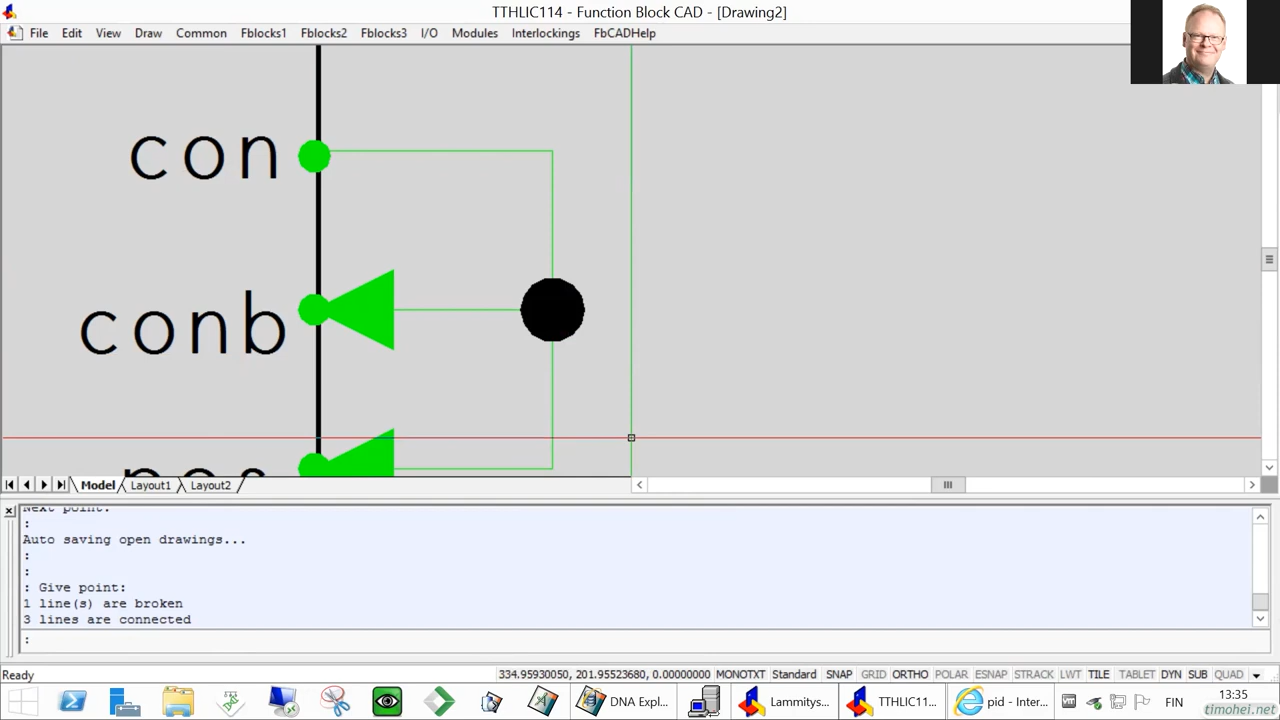 TTHLIC114 - Function Block CAD - [Drawing2]
File Edit View Draw Common Fblocks1 Fblocks2 Fblocks3 I/O Modules Interlockings FbCADHelp
con
conb
pos
Model Layout1 Layout2
Next point:
:
Auto saving open drawings...
:
:
: Give point:
1 line(s) are broken
3 lines are connected
:
Ready 334.95930050, 201.95523680, 0.00000000 MONOTXT Standard SNAP GRID ORTHO POLAR ESNAP STRACK LWT TILE TABLET DYN SUB QUAD
DNA Expl... Lammitys... TTHLIC11... pid - Inter... FIN 13:35
timohei.net